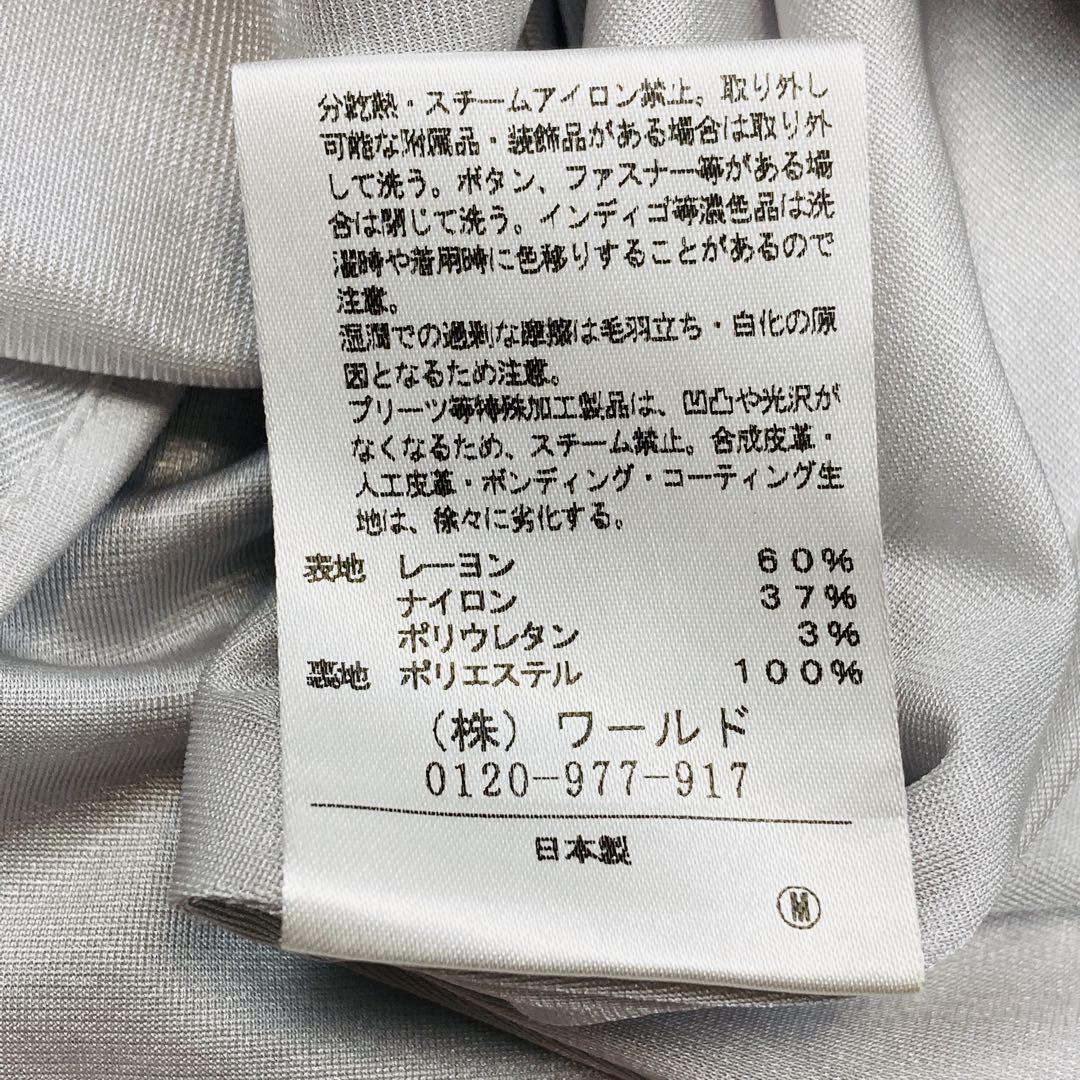 分乾熱・スチームアイロン禁止。取り外し
可能な附属品・装飾品がある場合は取り外
して洗う。ボタン、ファスナー等がある場
合は閉じて洗う。インディゴ等濃色品は洗
濯時や着用時に色移りすることがあるので
注意。
湿潤での過剰な摩擦は毛羽立ち・白化の原
因となるため注意。
プリーツ等特殊加工製品は、凹凸や光沢が
なくなるため、スチーム禁止。合成皮革・
人工皮革・ボンディング・コーティング生
地は、徐々に劣化する。
表地 レーヨン 60%
ナイロン 37%
ポリウレタン 3%
裏地 ポリエステル 100%
(株) ワールド
0120-977-917
日本製
M